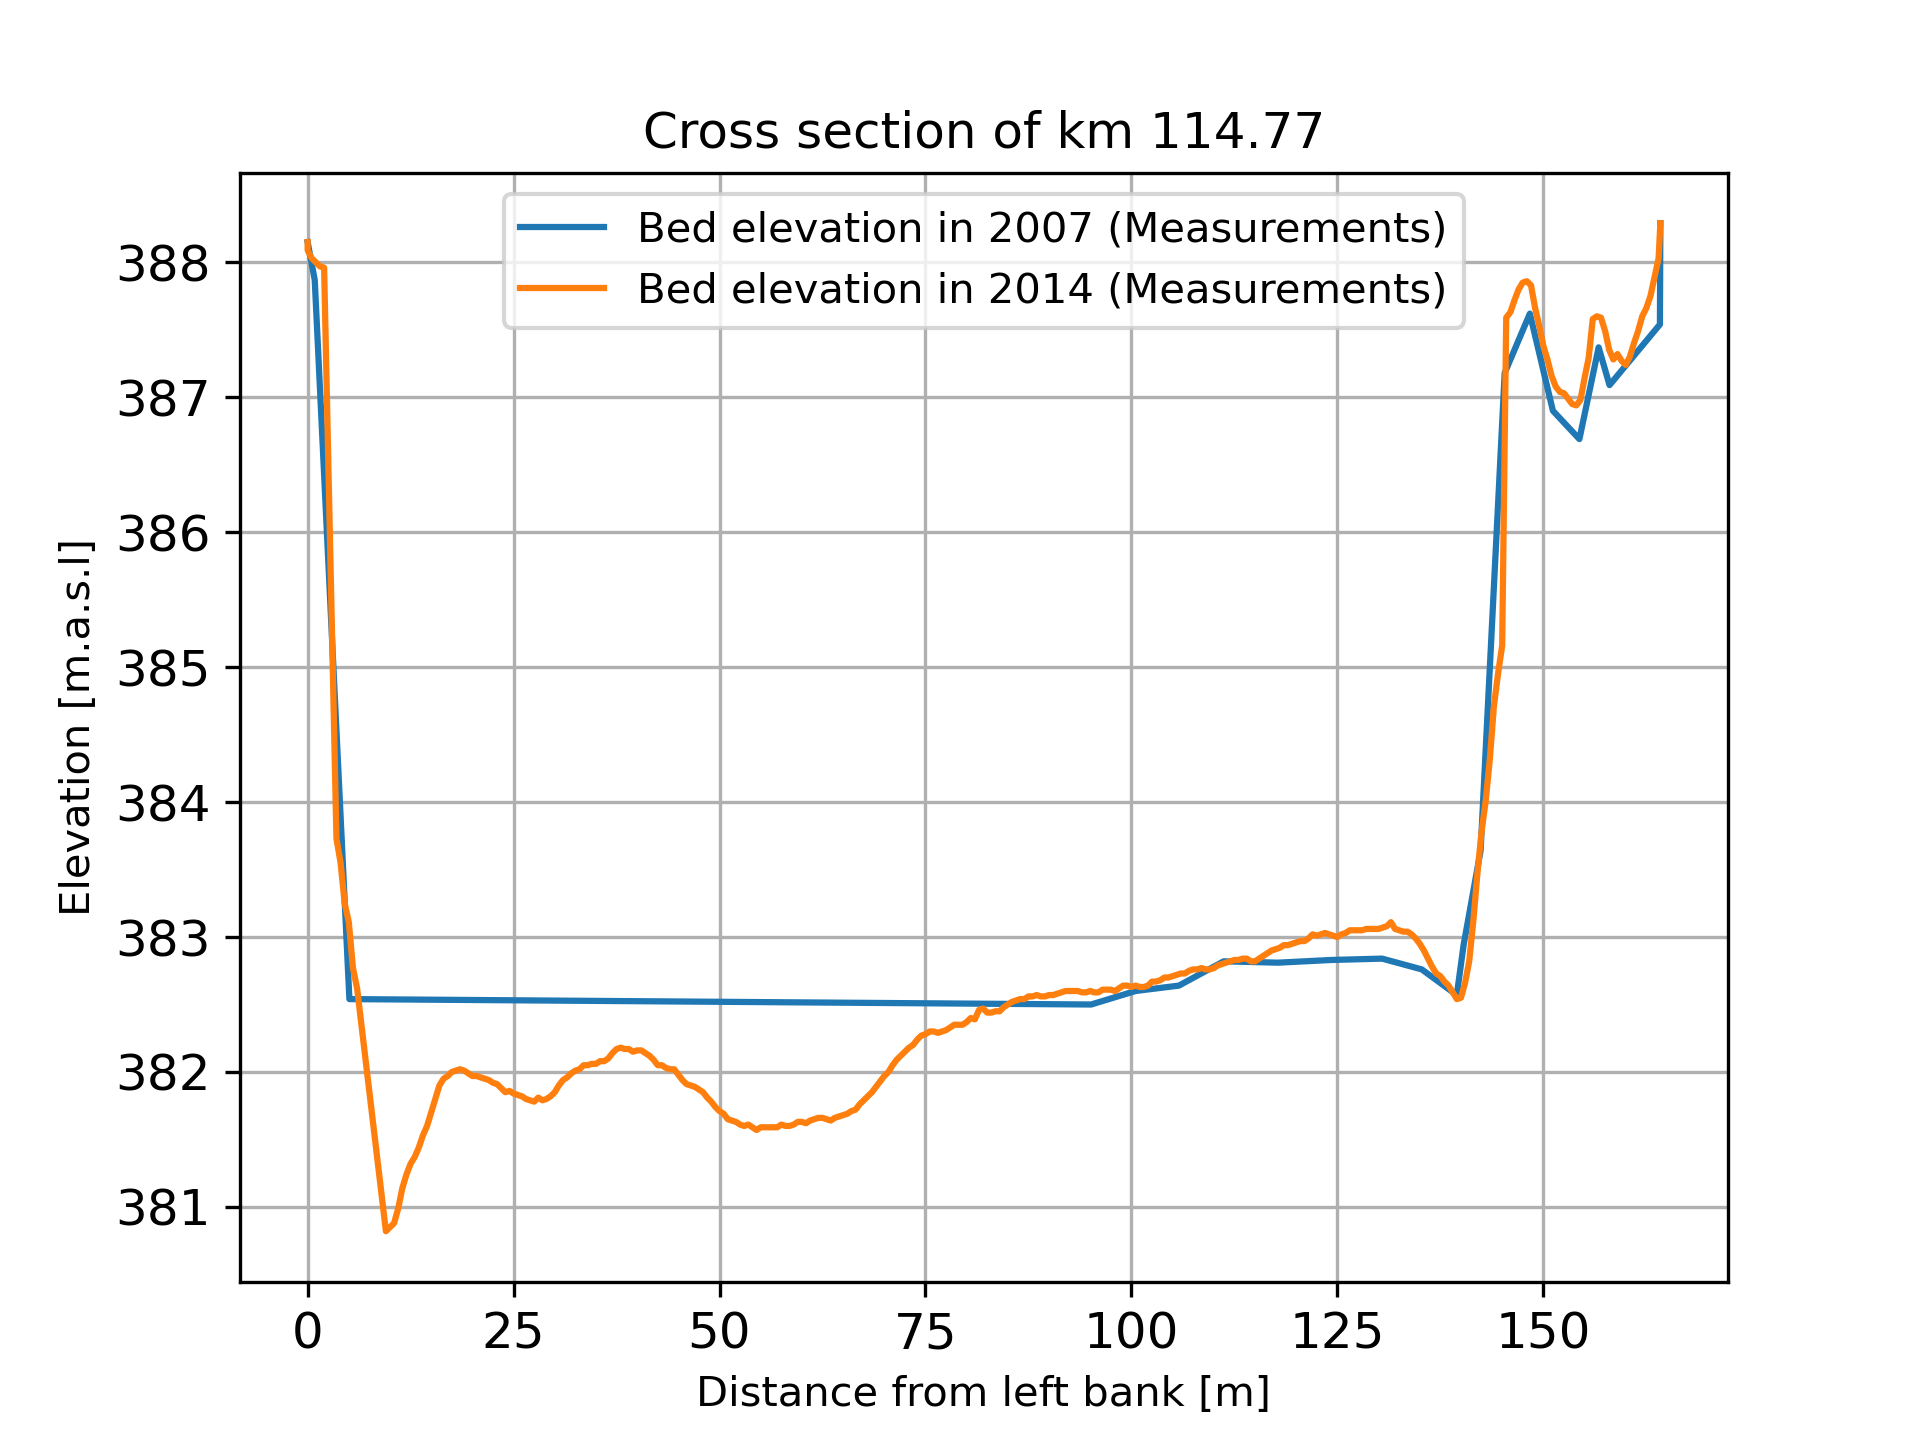 Cross section of km 114.77
Bed elevation in 2007 (Measurements)
Bed elevation in 2014 (Measurements)
Elevation [m.a.s.l]
388
387
386
385
384
383
382
381
0 25 50 75 100 125 150
Distance from left bank [m]